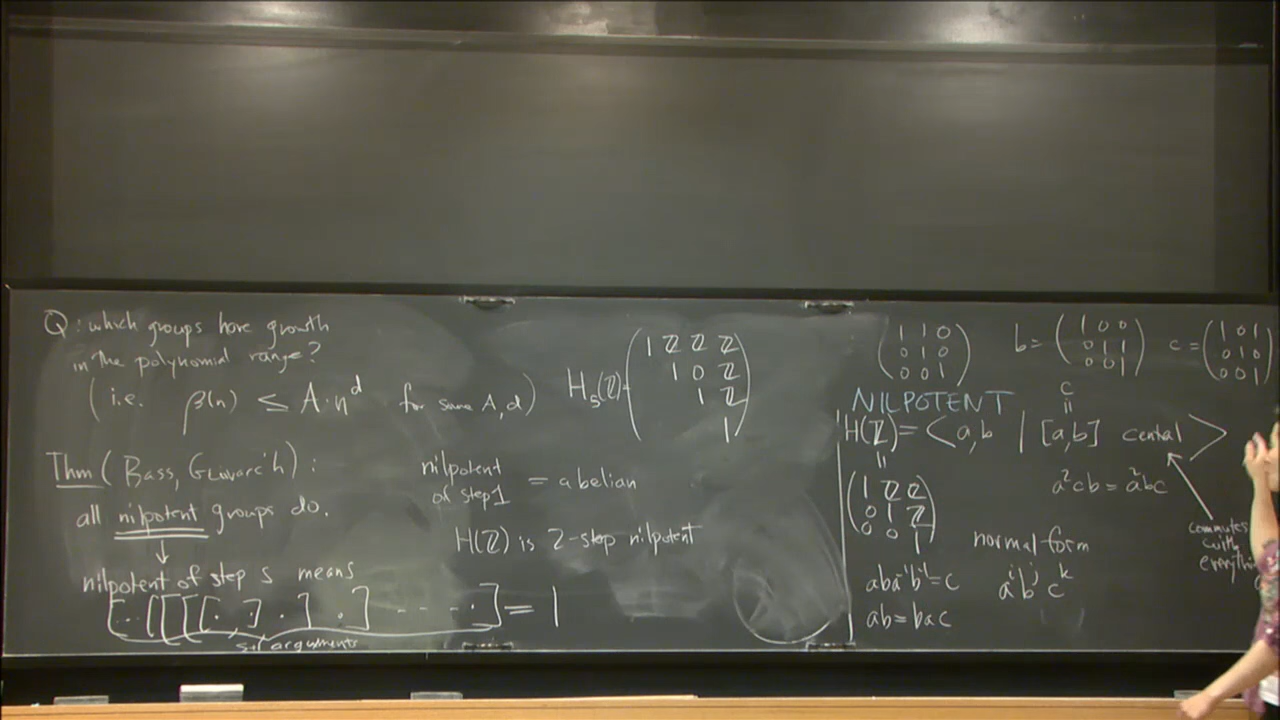 Q: which groups have growth
in the polynomial range?
(i.e. β(n) ≤ A·n^d for some A,d)
Thm (Bass, Guivarc'h):
all nilpotent groups do.
↓
nilpotent of step s means
[··[[[[·,·]·]·] - - - ·] = 1
s+1 arguments
H₅(ℤ)=
1 ℤ ℤ ℤ
1 0 ℤ
1 ℤ
1
nilpotent
of step 1 = abelian
H(ℤ) is 2-step nilpotent
(1 1 0
0 1 0
0 0 1)
b= (1 0 0
0 1 1
0 0 1)
c= (1 0 1
0 1 0
0 0 1)
NILPOTENT
c
=
H(ℤ)= <a,b | [a,b] central>
=
(1 ℤ ℤ
0 1 ℤ
0 0 1)
a²cb = a²bc
commutes
with
normal form
a^i b^j c^k
aba⁻¹b⁻¹=c
ab=bac